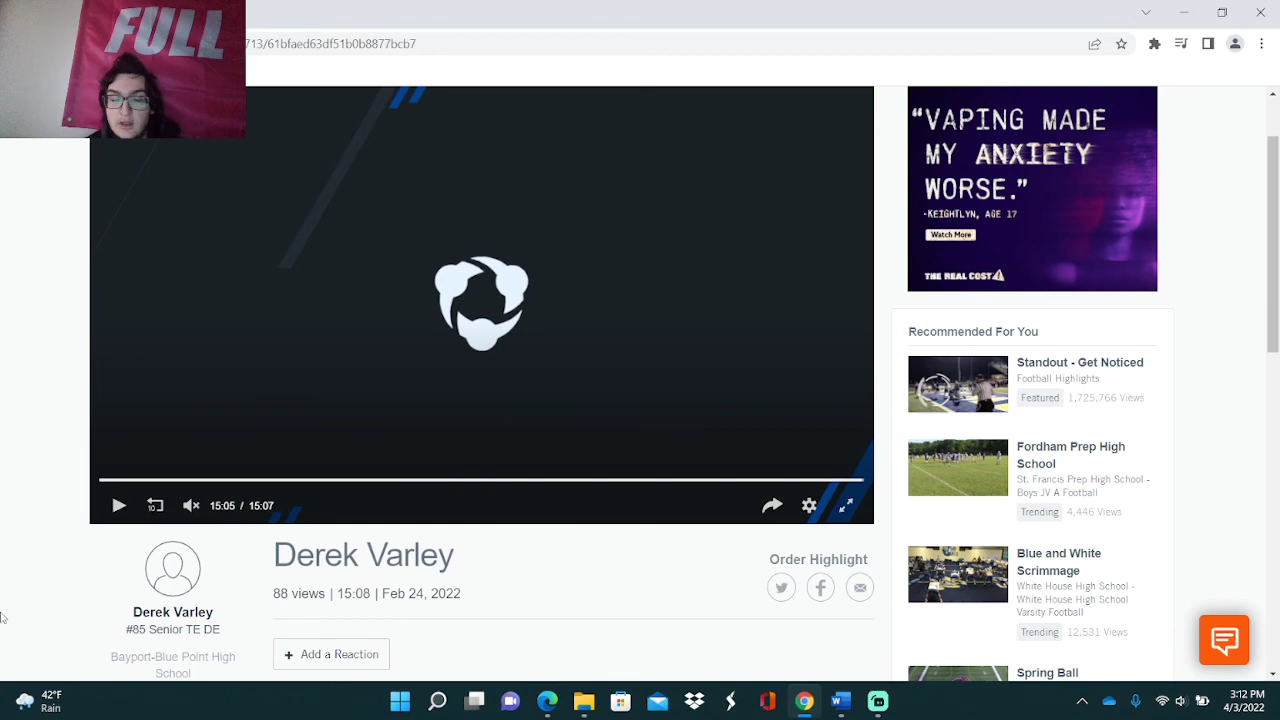 FULL
713/61bfaed63df51b0b8877bcb7
"VAPING MADE
MY ANXIETY
WORSE."
-KEIGHTLYN, AGE 17
Watch More
THE REAL COST
Recommended For You
Standout - Get Noticed
Football Highlights
Featured 1,725,766 Views
Fordham Prep High
School
St. Francis Prep High School -
Boys JV A Football
Trending 4,446 Views
Blue and White
Scrimmage
White House High School -
White House High School
Varsity Football
Trending 12,531 Views
Spring Ball
10
15:05 / 15:07
Derek Varley
88 views | 15:08 | Feb 24, 2022
Order Highlight
+ Add a Reaction
Derek Varley
#85 Senior TE DE
Bayport-Blue Point High
School
42°F
Rain
3:12 PM
4/3/2022